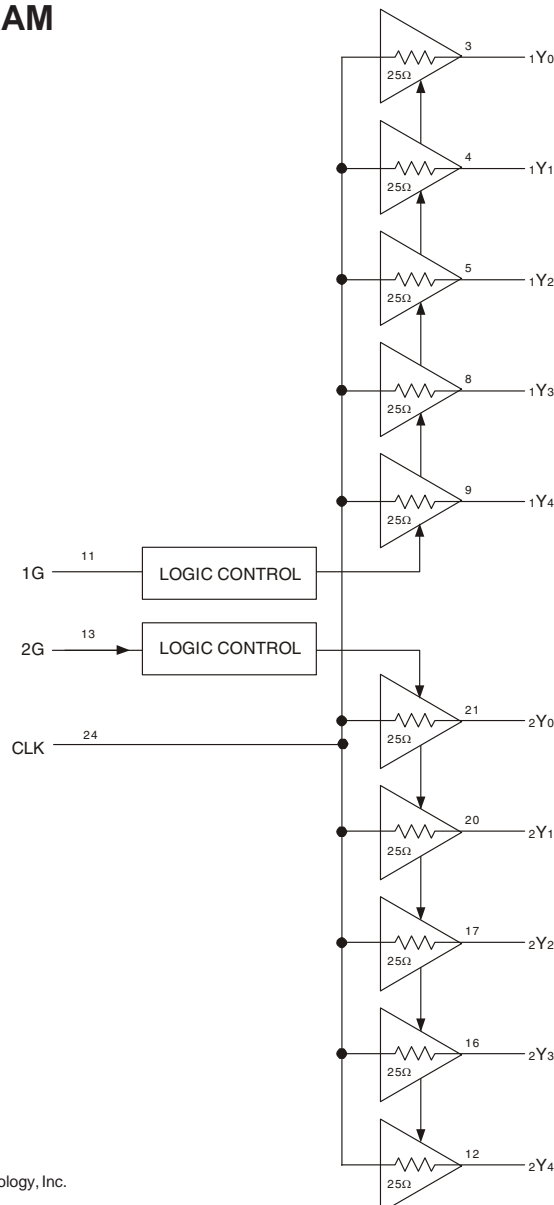 AM
3
1Y0
25Ω
4
1Y1
25Ω
5
1Y2
25Ω
8
1Y3
25Ω
9
1Y4
25Ω
11
1G
LOGIC CONTROL
13
2G
LOGIC CONTROL
21
2Y0
25Ω
24
CLK
20
2Y1
25Ω
17
2Y2
25Ω
16
2Y3
25Ω
12
2Y4
25Ω
ology, Inc.